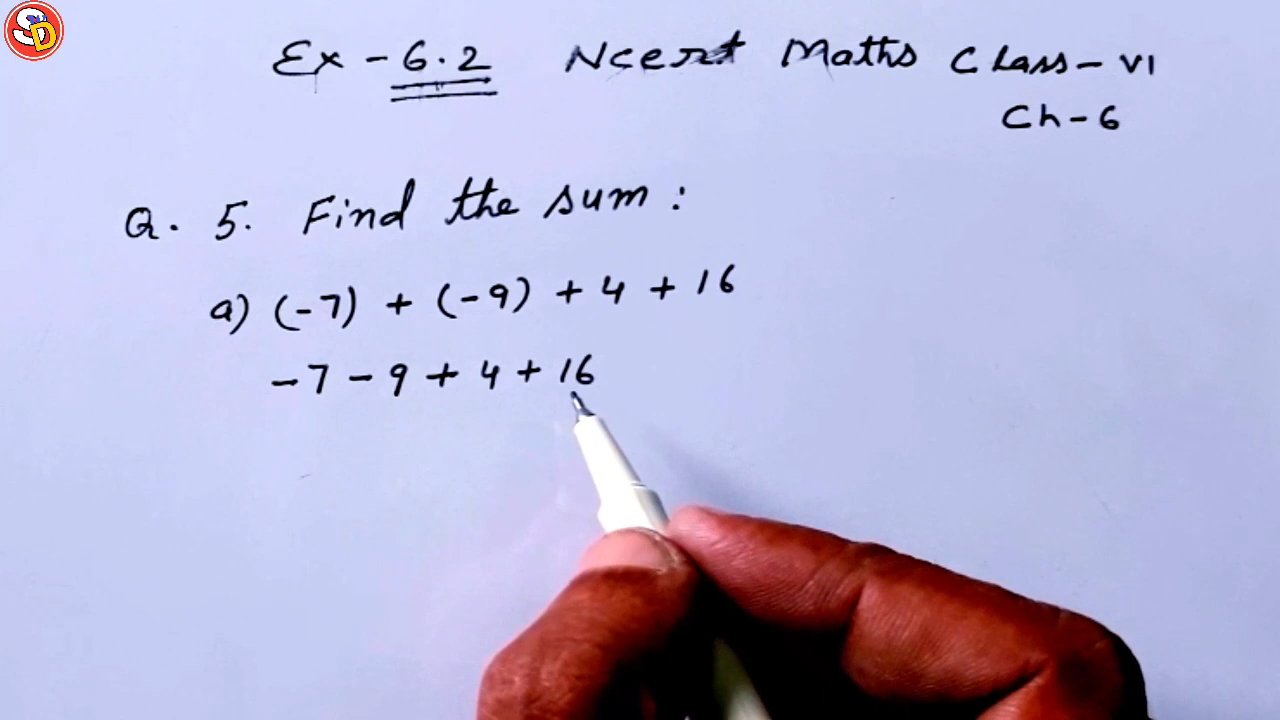 SD
Ex - 6.2 Ncert Maths Class - VI
Ch - 6
Q. 5. Find the sum :
a) (-7) + (-9) + 4 + 16
- 7 - 9 + 4 + 16